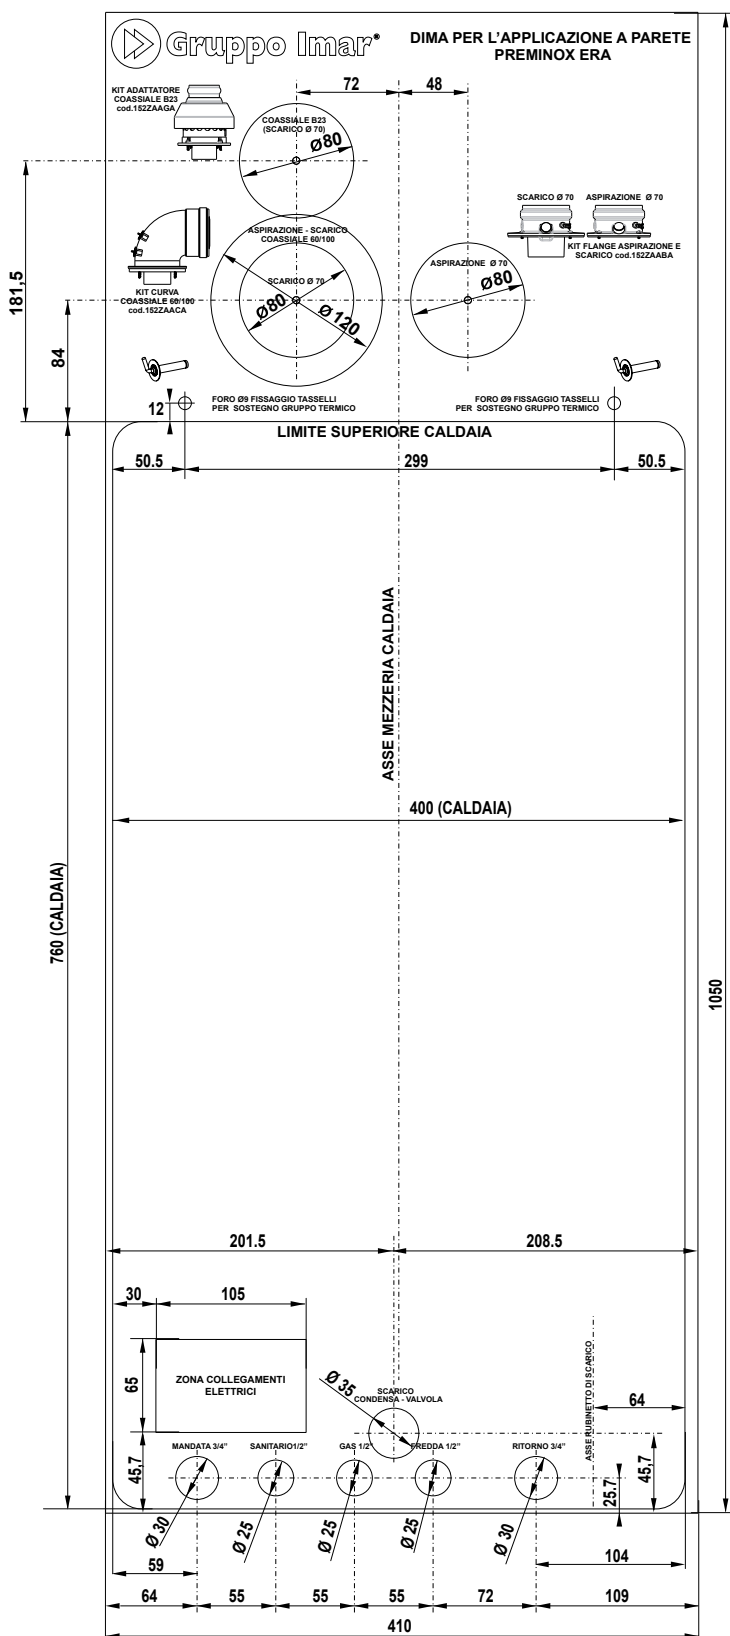 Gruppo Imar®
DIMA PER L'APPLICAZIONE A PARETE
PREMINOX ERA
KIT ADATTATORE
COASSIALE B23
cod.152ZAAGA
72
48
COASSIALE B23
(SCARICO Ø 70)
Ø80
SCARICO Ø 70
ASPIRAZIONE Ø 70
KIT FLANGE ASPIRAZIONE E
SCARICO cod.152ZAABA
ASPIRAZIONE - SCARICO
COASSIALE 60/100
SCARICO Ø 70
Ø80
Ø120
ASPIRAZIONE Ø 70
Ø80
KIT CURVA
COASSIALE 60/100
cod.152ZAACA
181,5
84
12
FORO Ø9 FISSAGGIO TASSELLI
PER SOSTEGNO GRUPPO TERMICO
FORO Ø9 FISSAGGIO TASSELLI
PER SOSTEGNO GRUPPO TERMICO
LIMITE SUPERIORE CALDAIA
50.5
299
50.5
ASSE MEZZERIA CALDAIA
400 (CALDAIA)
760 (CALDAIA)
1050
201.5
208.5
30
105
65
ZONA COLLEGAMENTI
ELETTRICI
Ø 35
SCARICO
CONDENSA - VALVOLA
ASSE RUBINETTO DI SCARICO
64
45,7
MANDATA 3/4"
SANITARIO1/2"
GAS 1/2"
FREDDA 1/2"
RITORNO 3/4"
25.7
45,7
Ø 30
Ø 25
Ø 25
Ø 25
Ø 30
59
104
64
55
55
55
72
109
410